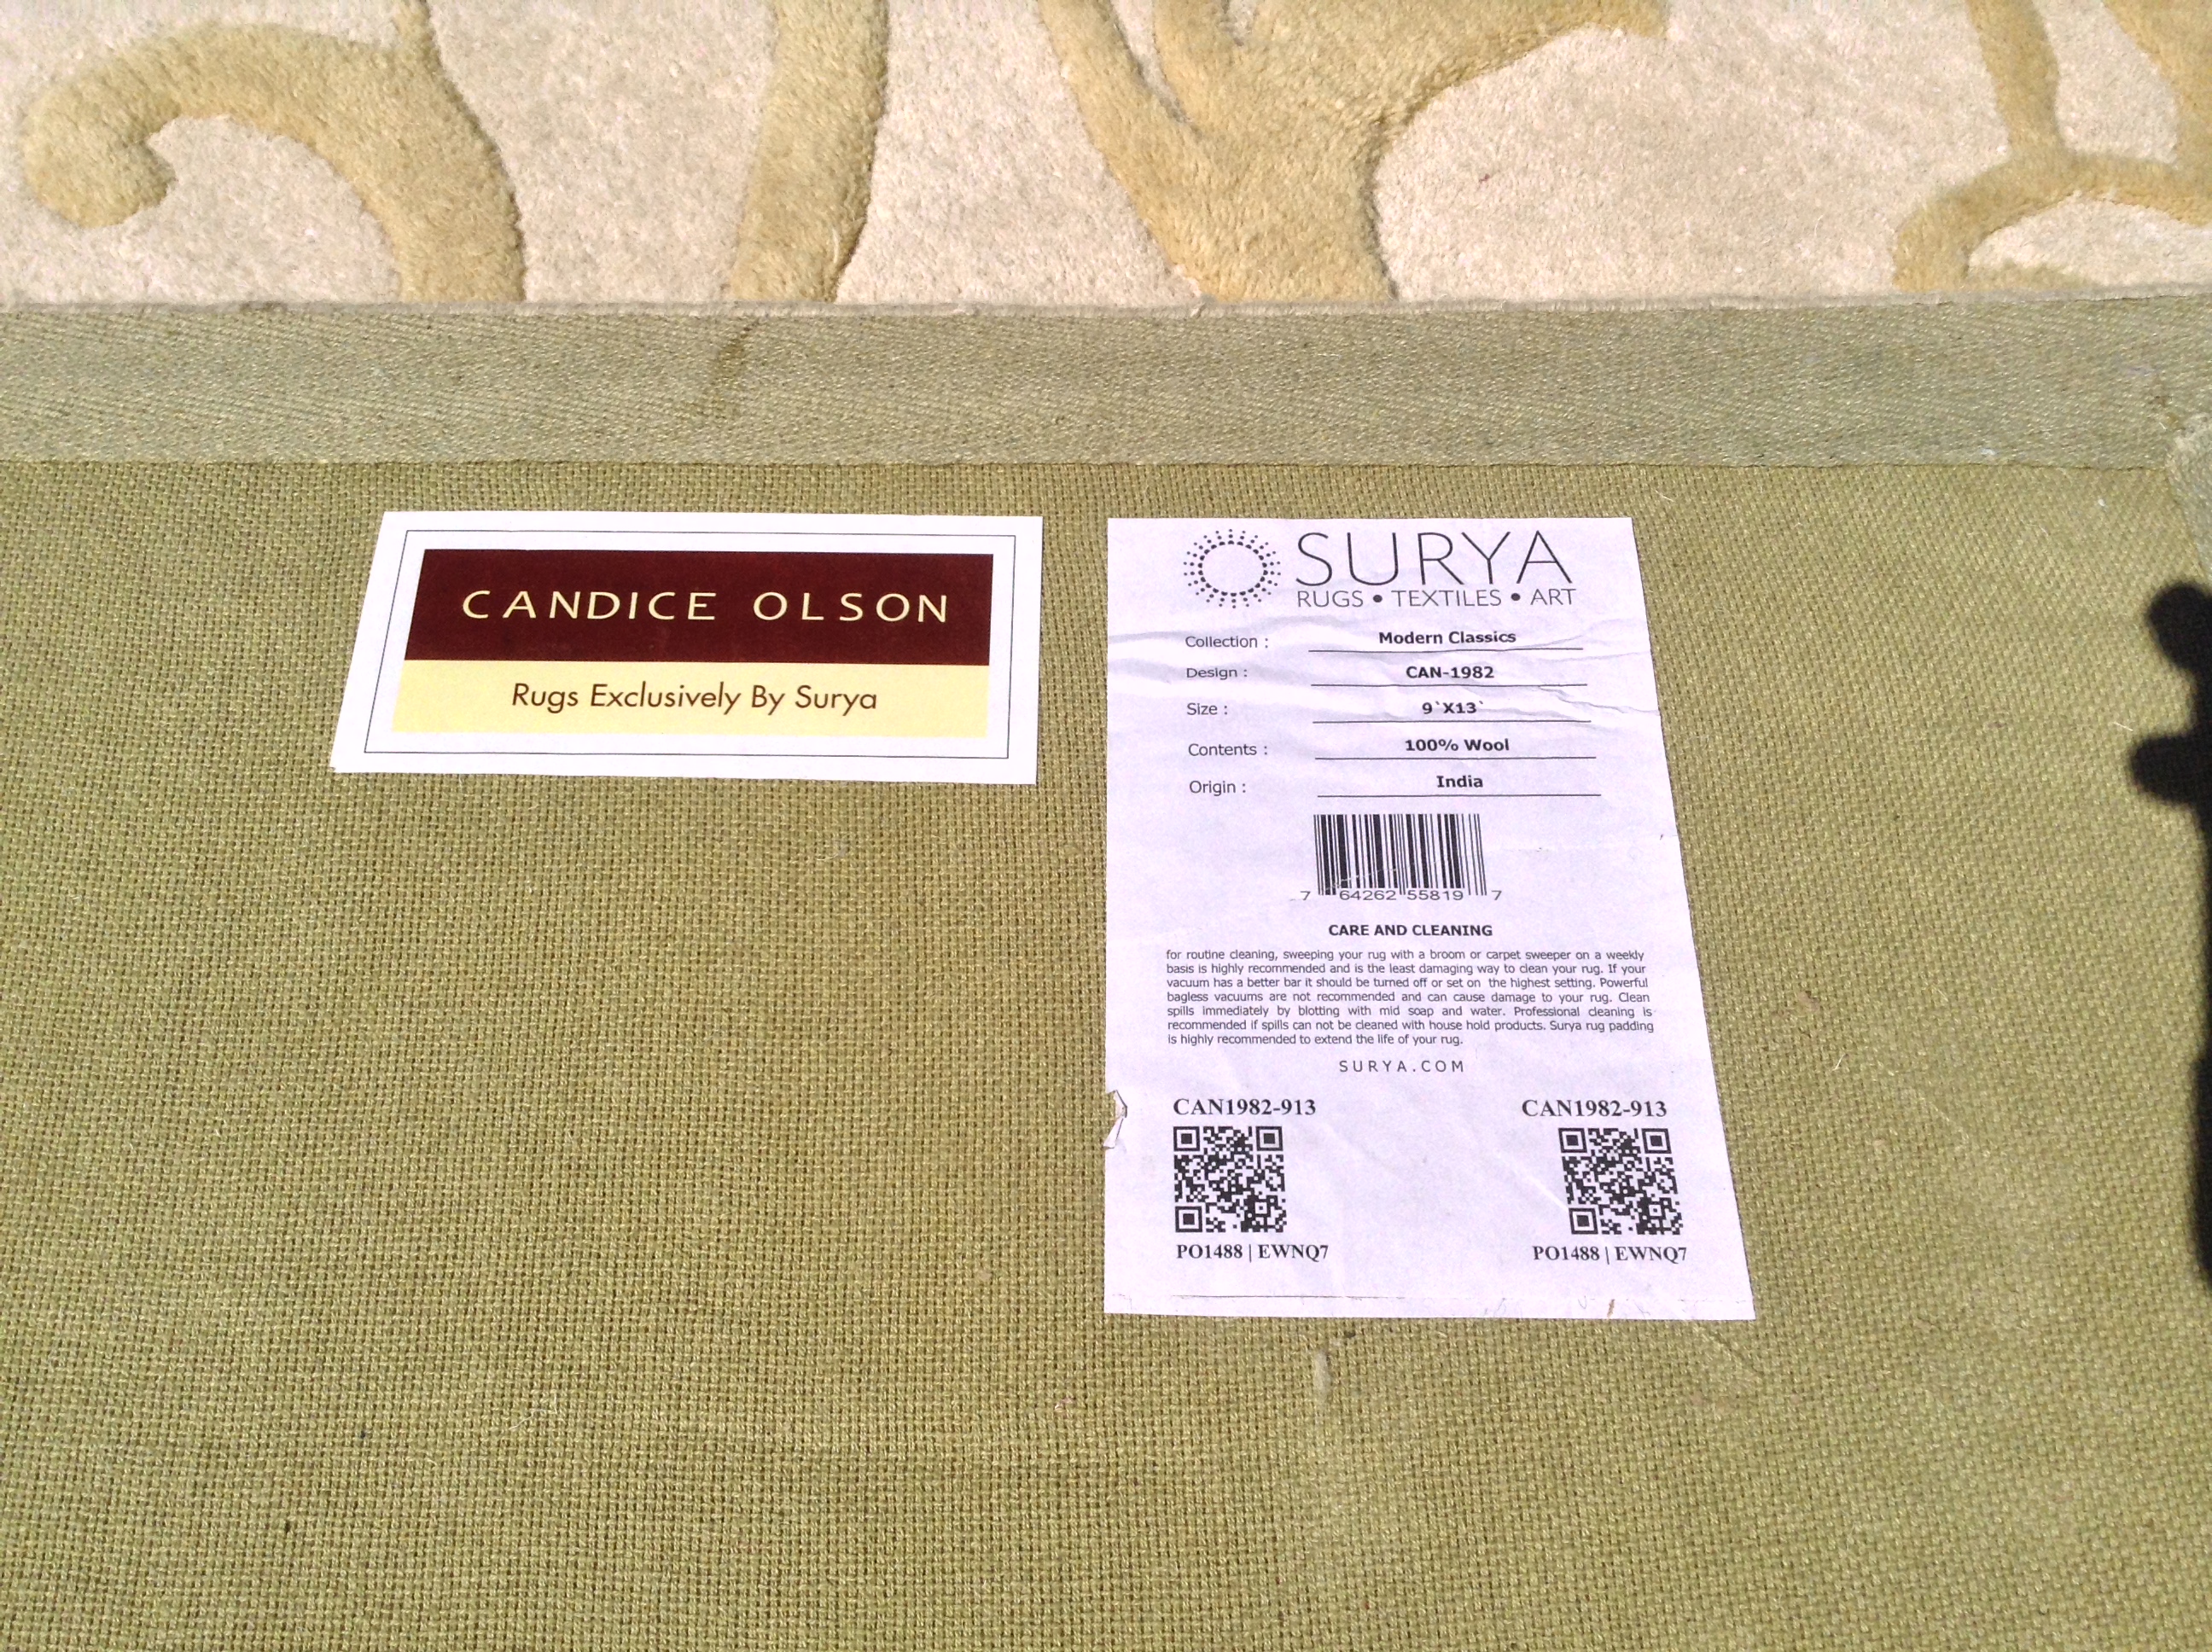 CANDICE OLSON
Rugs Exclusively By Surya
SURYA
RUGS • TEXTILES • ART
Collection : Modern Classics
Design : CAN-1982
Size : 9`X13`
Contents : 100% Wool
Origin : India
7 64262 55819 7
CARE AND CLEANING
for routine cleaning, sweeping your rug with a broom or carpet sweeper on a weekly
basis is highly recommended and is the least damaging way to clean your rug. If your
vacuum has a better bar it should be turned off or set on the highest setting. Powerful
bagless vacuums are not recommended and can cause damage to your rug. Clean
spills immediately by blotting with mid soap and water. Professional cleaning is
recommended if spills can not be cleaned with house hold products. Surya rug padding
is highly recommended to extend the life of your rug.
SURYA.COM
CAN1982-913 CAN1982-913
PO1488 | EWNQ7 PO1488 | EWNQ7